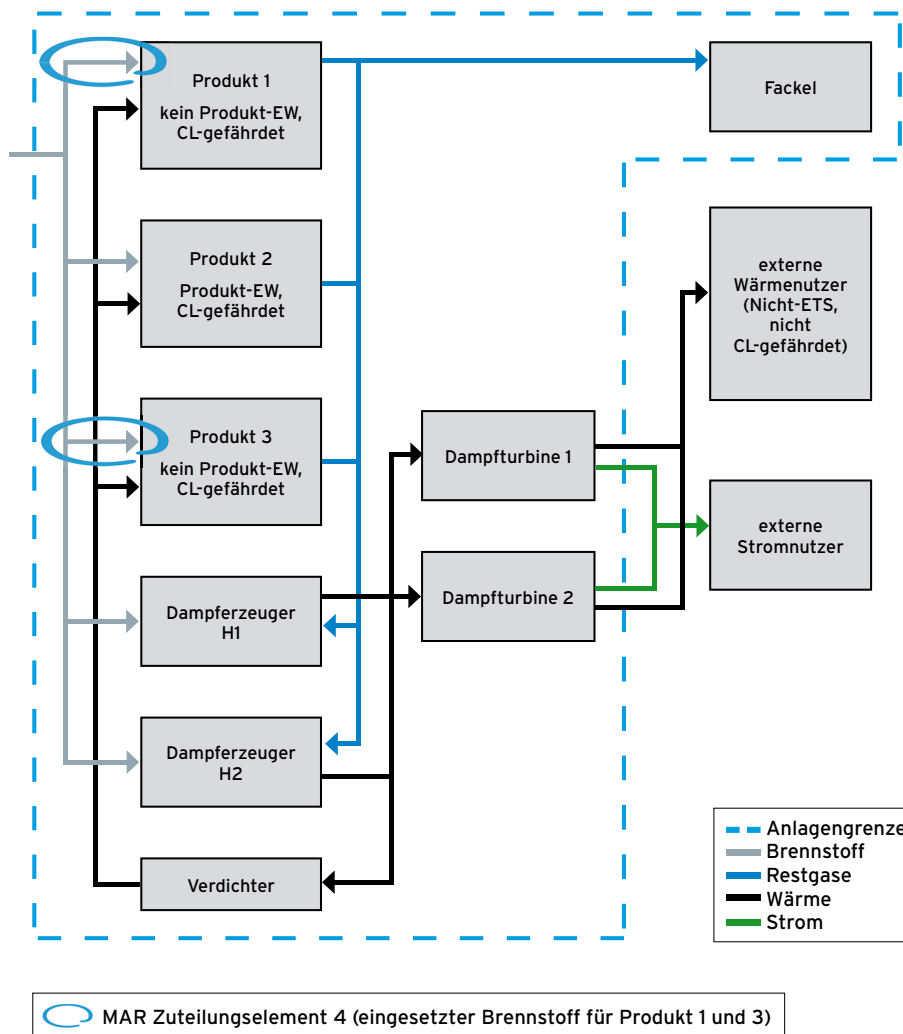 Produkt 1
kein Produkt-EW,
CL-gefährdet
Fackel
Produkt 2
Produkt-EW,
CL-gefährdet
externe
Wärmenutzer
(Nicht-ETS,
nicht
CL-gefährdet)
Produkt 3
kein Produkt-EW,
CL-gefährdet
Dampfturbine 1
externe
Stromnutzer
Dampfturbine 2
Dampferzeuger
H1
Dampferzeuger
H2
Verdichter
Anlagengrenze
Brennstoff
Restgase
Wärme
Strom
MAR Zuteilungselement 4 (eingesetzter Brennstoff für Produkt 1 und 3)